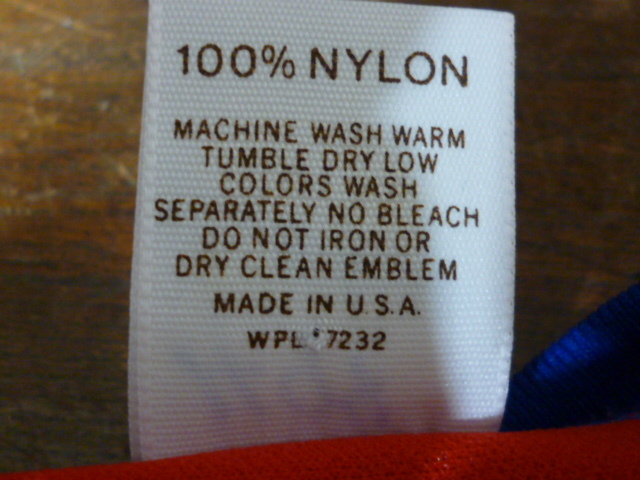 100% NYLON
MACHINE WASH WARM
TUMBLE DRY LOW
COLORS WASH
SEPARATELY NO BLEACH
DO NOT IRON OR
DRY CLEAN EMBLEM
MADE IN U.S.A.
WPL 7232